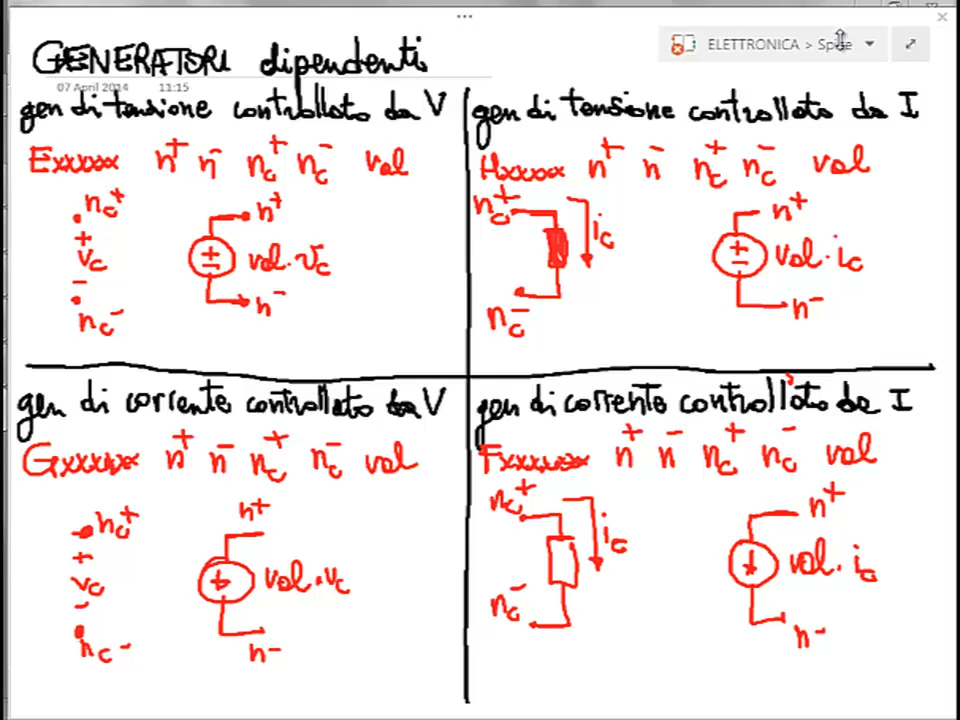 ELETTRONICA > Spice
GENERATORI dipendenti
07 April 2014 11:15
gen di tensione controllato da V
Exxxxx n+ n- nc+ nc- val
nc+
+
vc
-
nc-
n+
+
-
val·vc
n-
gen di tensione controllato da I
Hxxxxx n+ n- nc+ nc- val
nc+
ic
nc-
n+
+
-
val·ic
n-
gen di corrente controllato da V
Gxxxxx n+ n- nc+ nc- val
nc+
+
vc
-
nc-
n+
val·vc
n-
gen di corrente controllato da I
Fxxxxxx n+ n- nc+ nc- val
nc+
ic
nc-
n+
val·ic
n-